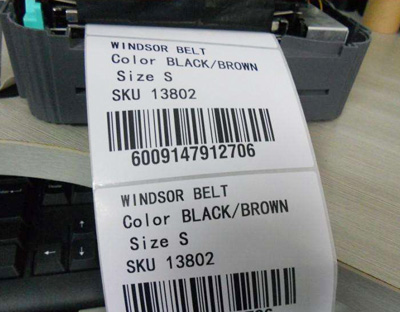 WINDSOR BELT
Color BLACK/BROWN
Size S
SKU 13802
6009147912706
WINDSOR BELT
Color BLACK/BROWN
Size S
SKU 13802